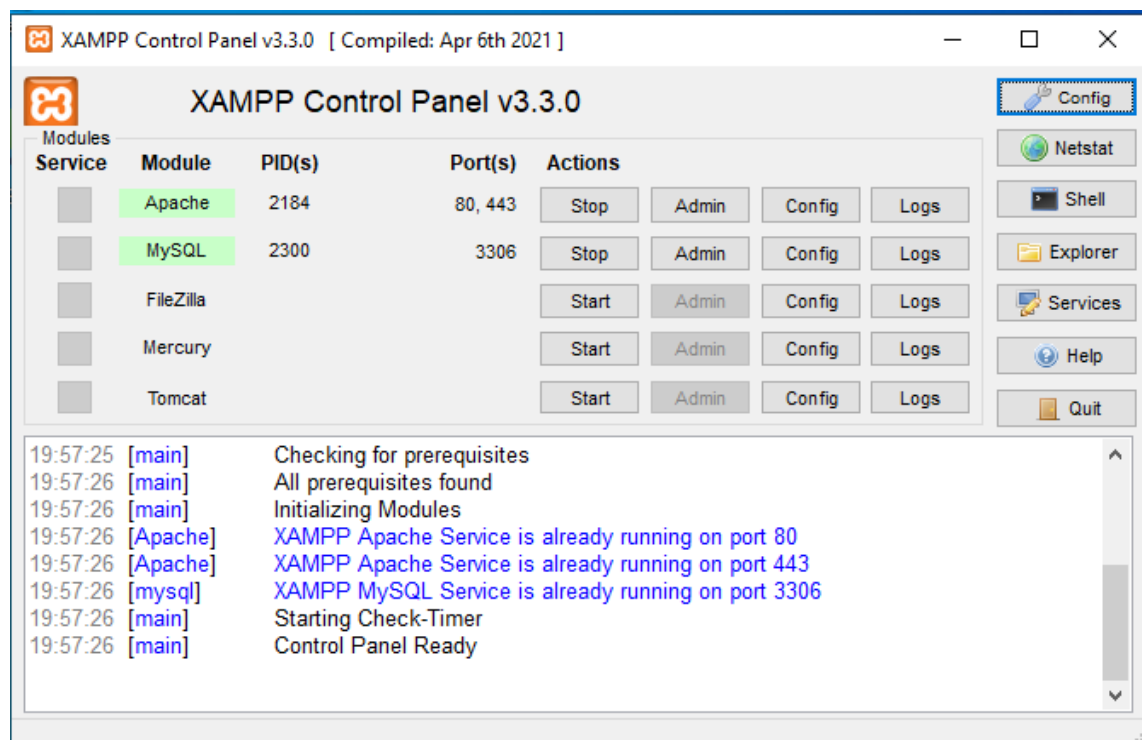 XAMPP Control Panel v3.3.0 [ Compiled: Apr 6th 2021 ]
XAMPP Control Panel v3.3.0
Config
Modules
Netstat
Service Module PID(s) Port(s) Actions
Apache 2184 80, 443 Stop Admin Config Logs
Shell
MySQL 2300 3306 Stop Admin Config Logs
Explorer
FileZilla Start Admin Config Logs
Services
Mercury Start Admin Config Logs
Help
Tomcat Start Admin Config Logs
Quit
19:57:25 [main] Checking for prerequisites
19:57:26 [main] All prerequisites found
19:57:26 [main] Initializing Modules
19:57:26 [Apache] XAMPP Apache Service is already running on port 80
19:57:26 [Apache] XAMPP Apache Service is already running on port 443
19:57:26 [mysql] XAMPP MySQL Service is already running on port 3306
19:57:26 [main] Starting Check-Timer
19:57:26 [main] Control Panel Ready